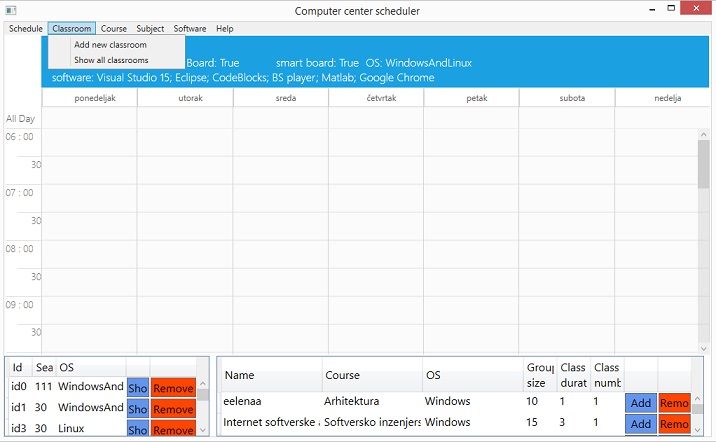 Computer center scheduler
Schedule Classroom Course Subject Software Help
Add new classroom
Show all classrooms
Board: True smart board: True OS: WindowsAndLinux
software: Visual Studio 15; Eclipse; CodeBlocks; BS player; Matlab; Google Chrome
ponedeljak utorak sreda četvrtak petak subota nedelja
All Day
06 : 00
30
07 : 00
30
08 : 00
30
09 : 00
30
Id Sea OS
id0 111 WindowsAnd Sho Remove
id1 30 WindowsAnd Sho Remove
id3 30 Linux Sho Remove
Name Course OS Group size Class durat Class numb
eelenaa Arhitektura Windows 10 1 1 Add Remo
Internet softverske a Softversko inzenjers Windows 15 3 1 Add Remo